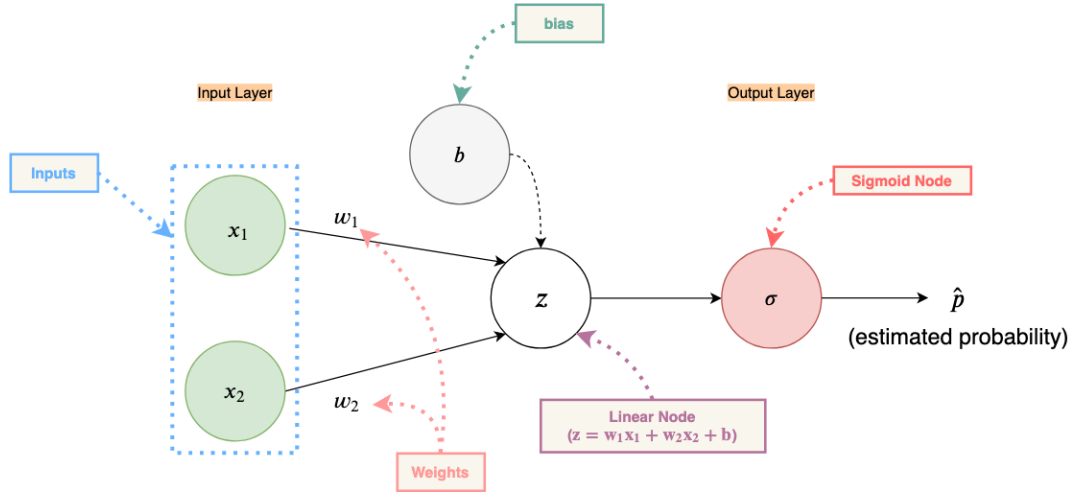 bias
Input Layer
Output Layer
b
Inputs
Sigmoid Node
x₁
w₁
z
σ
p̂
(estimated probability)
x₂
w₂
Linear Node
(z = w₁x₁ + w₂x₂ + b)
Weights